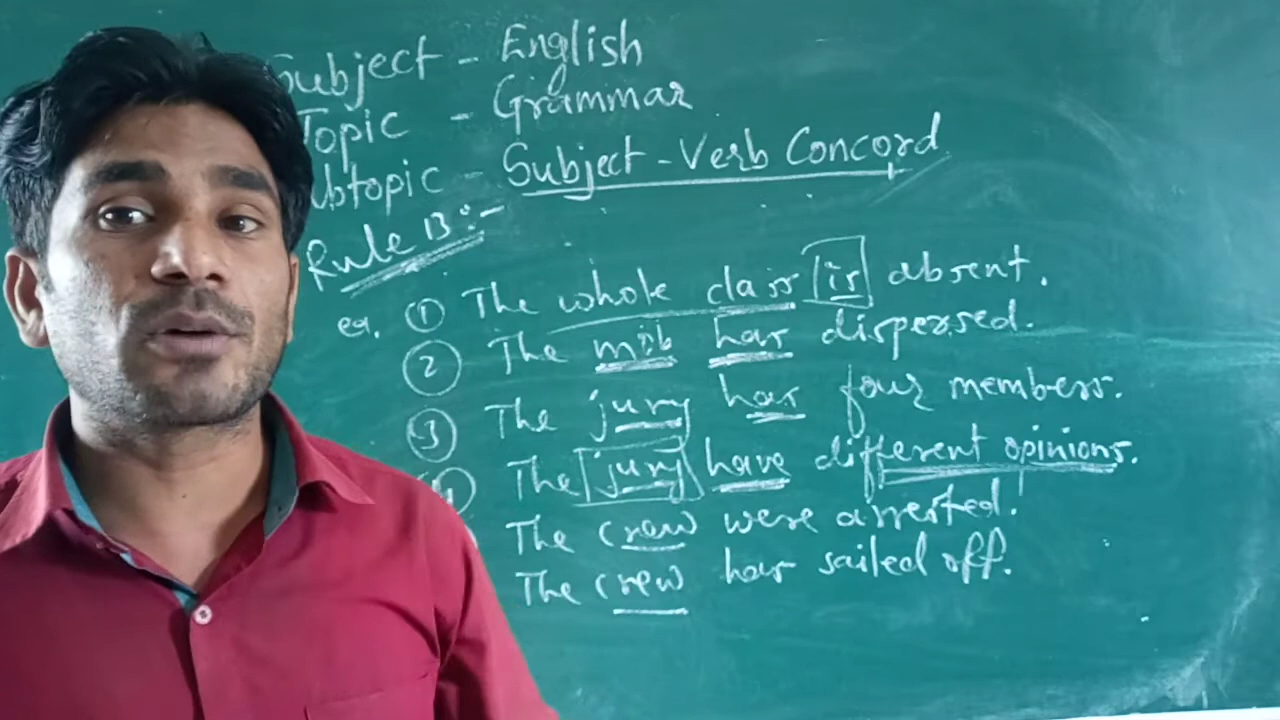 Subject - English
Topic - Grammar
ubtopic - Subject-Verb Concord
Rule 13:-
ex. ① The whole class is absent.
② The mob has dispersed.
③ The jury has four members.
The jury have different opinions.
The crew were arrested.
The crew has sailed off.